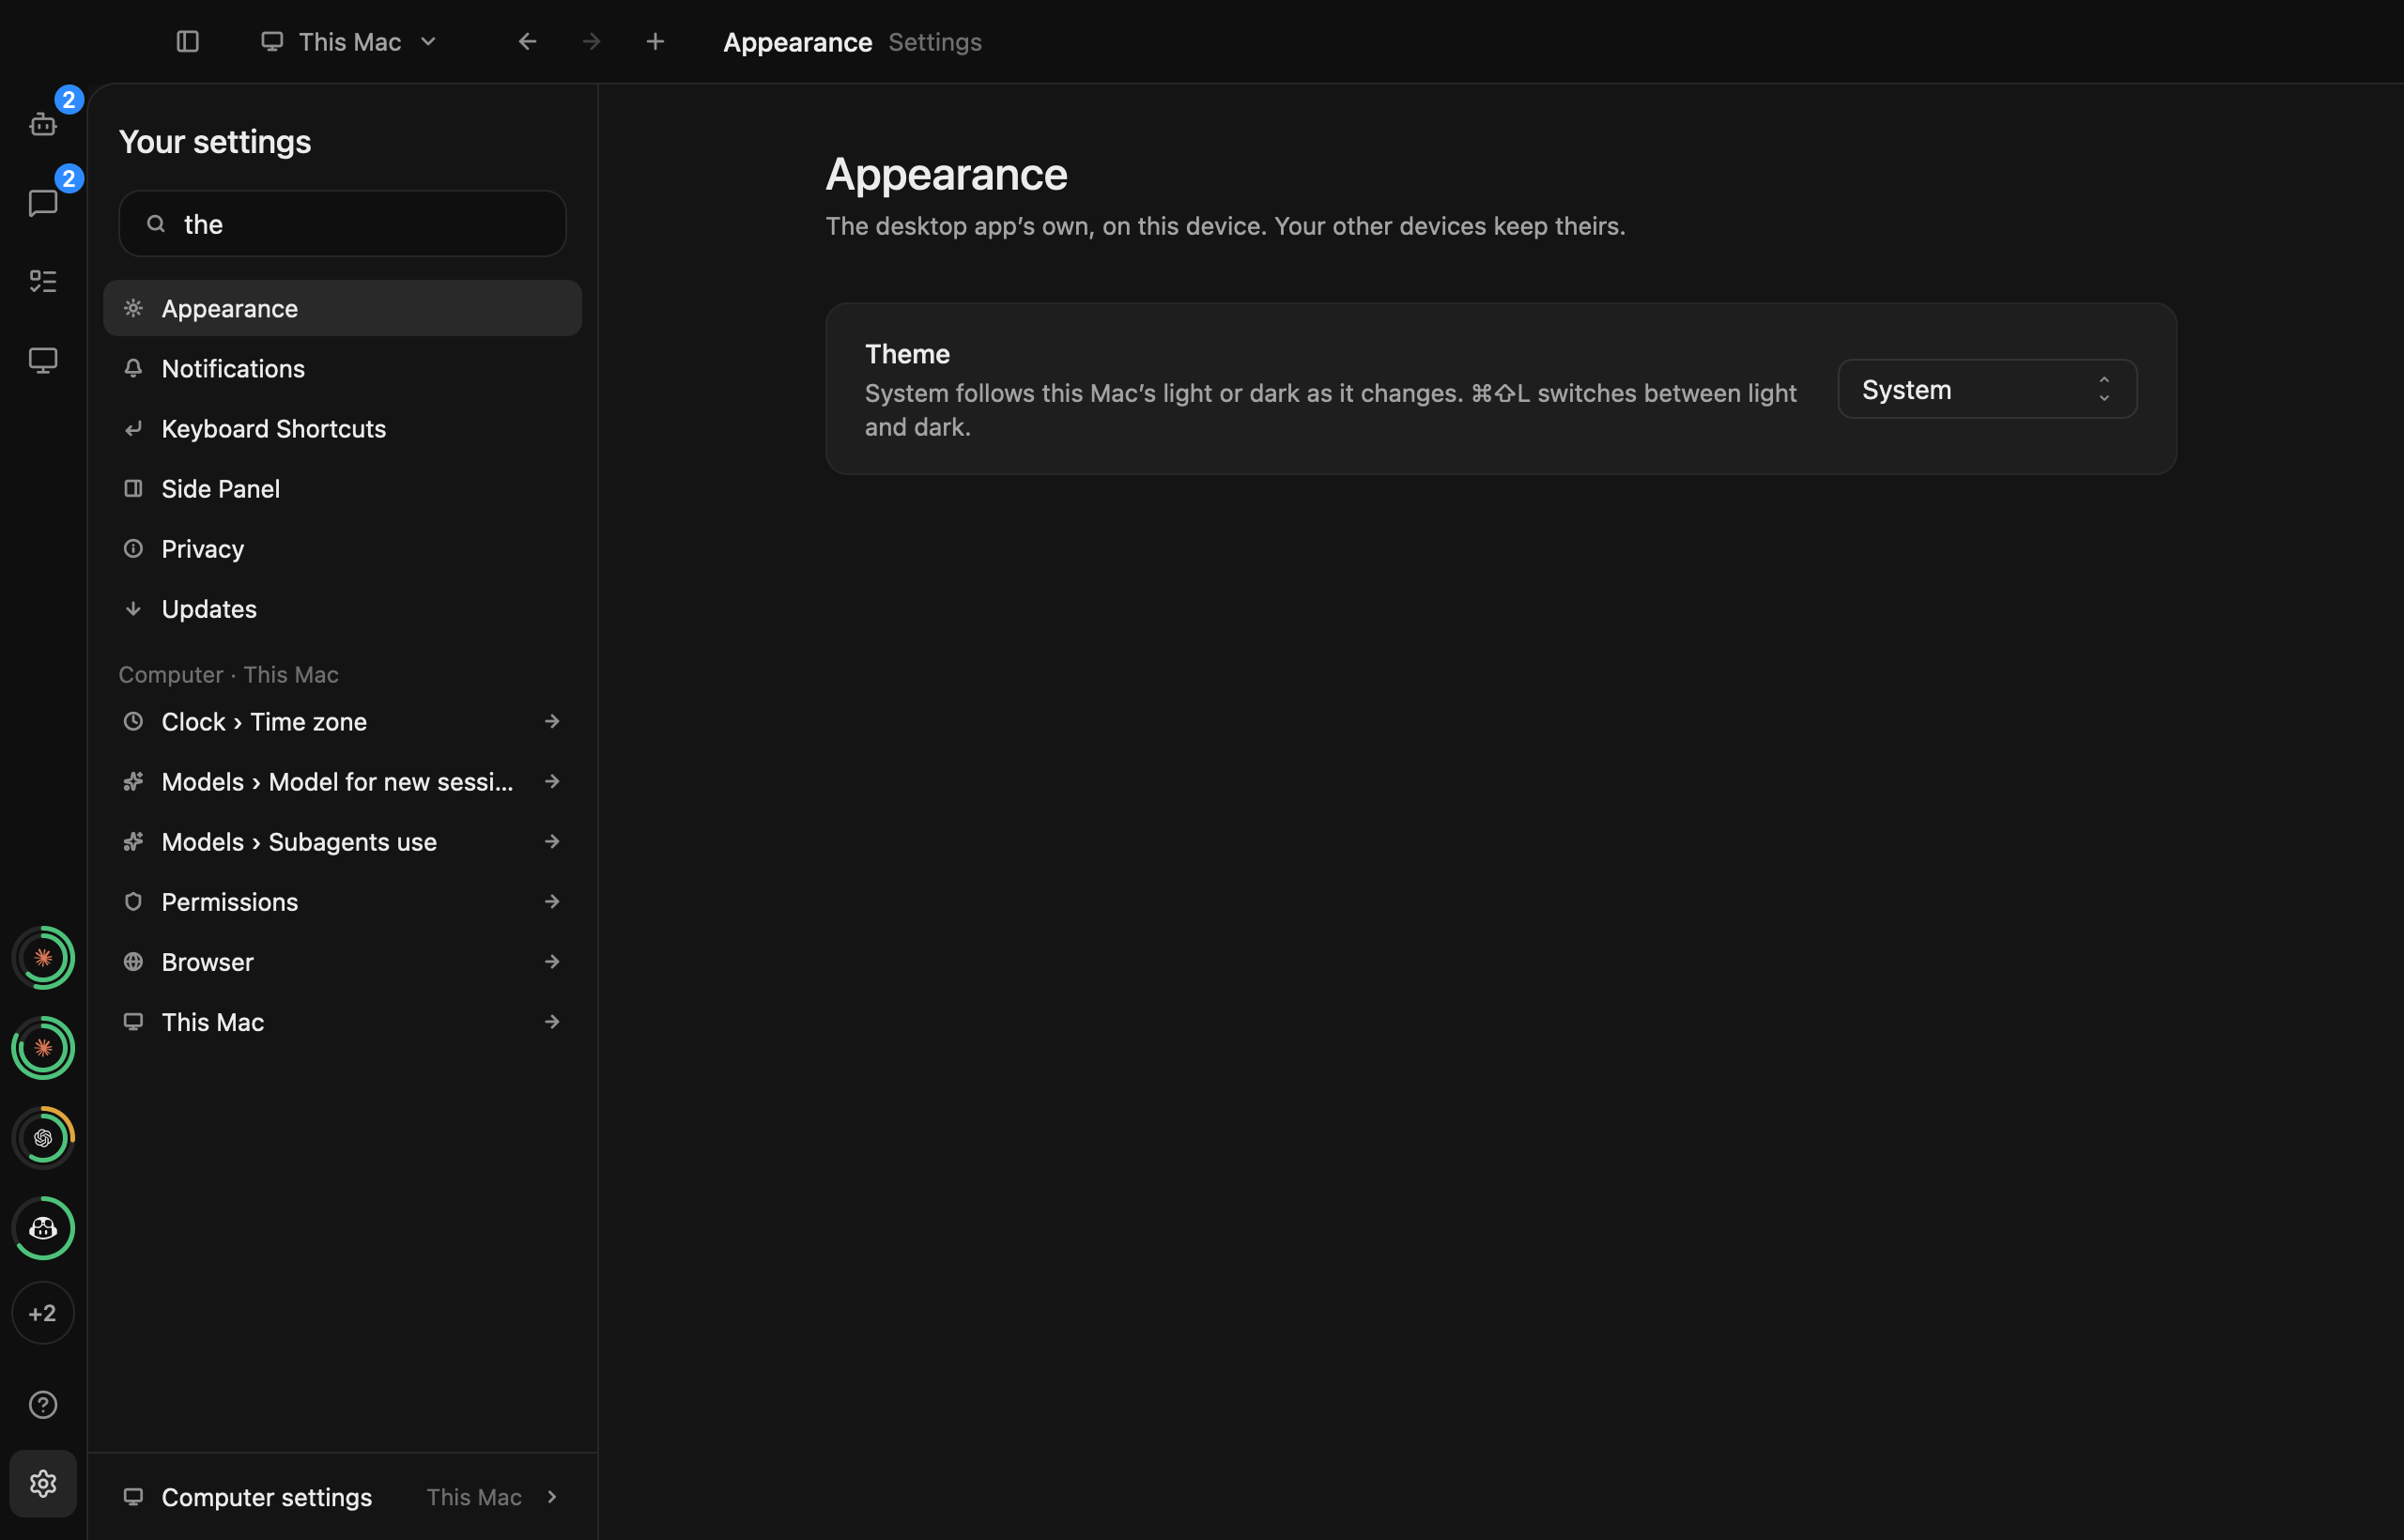 This Mac
Appearance Settings
2
2
Your settings
the
Appearance
Notifications
Keyboard Shortcuts
Side Panel
Privacy
Updates
Computer · This Mac
Clock › Time zone
Models › Model for new sessi...
Models › Subagents use
Permissions
Browser
This Mac
+2
Computer settings This Mac
Appearance
The desktop app’s own, on this device. Your other devices keep theirs.
Theme
System follows this Mac’s light or dark as it changes. ⌘⇧L switches between light
and dark.
System